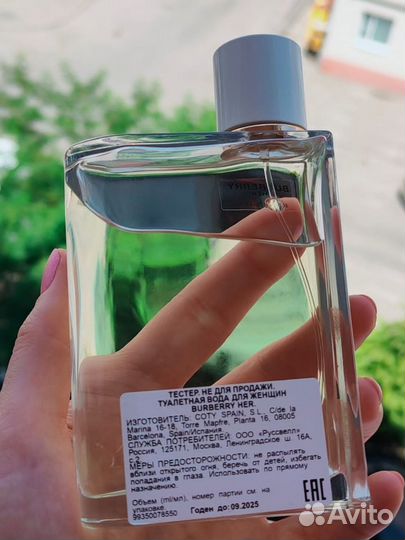 BURBERRY
ТЕСТЕР. НЕ ДЛЯ ПРОДАЖИ.
ТУАЛЕТНАЯ ВОДА ДЛЯ ЖЕНЩИН
BURBERRY HER.
ИЗГОТОВИТЕЛЬ COTY SPAIN, S.L., C/de la
Marina 16-18, Torre Mapfre, Planta 16, 08005
Barcelona, Spain/Испания.
СЛУЖБА ПОТРЕБИТЕЛЕЙ ООО «Руссвелл»
Россия, 125171, Москва, Ленинградское ш. 16А,
с.2
МЕРЫ ПРЕДОСТОРОЖНОСТИ: не распылять
вблизи открытого огня, беречь от детей, избегать
попадания в глаза. Использовать по прямому
назначению.
Объем (ml/мл), номер партии см. на
упаковке.
99350078550 Годен до: 09.2025
EAC
Avito